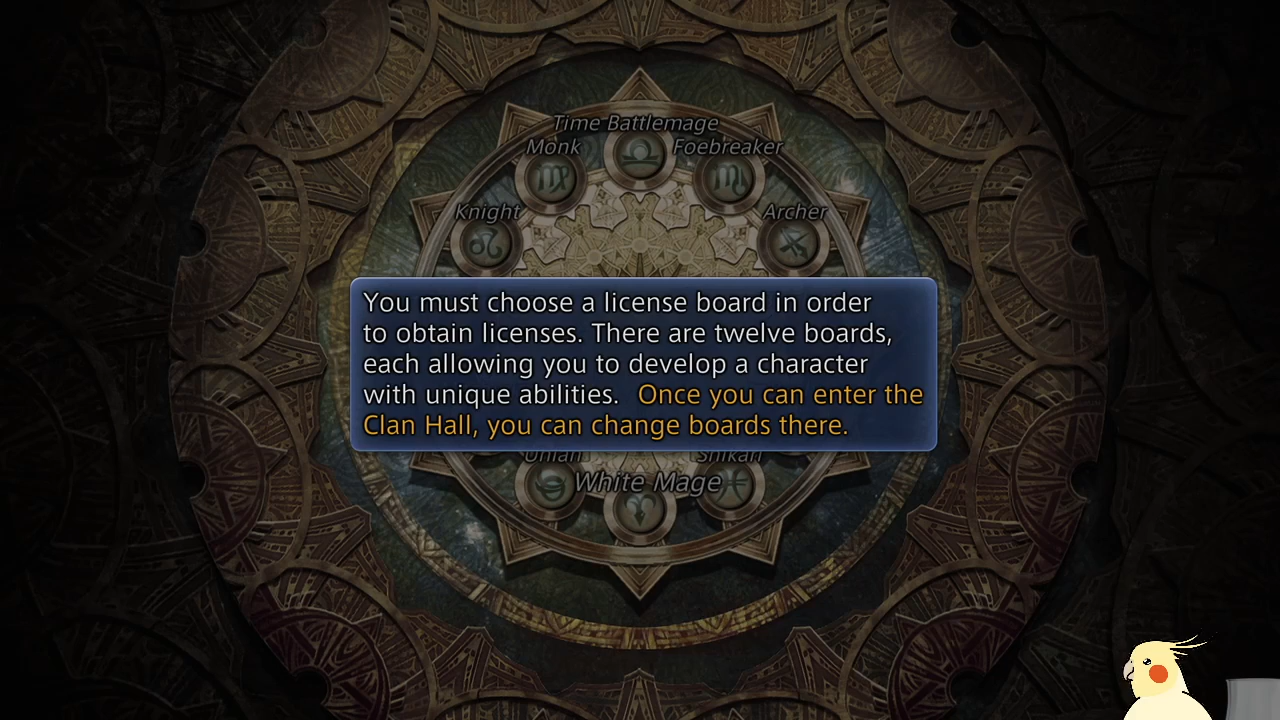 Time Battlemage
Monk
Foebreaker
Knight
Archer
You must choose a license board in order
to obtain licenses. There are twelve boards,
each allowing you to develop a character
with unique abilities. Once you can enter the
Clan Hall, you can change boards there.
Uhlan
Shikari
White Mage